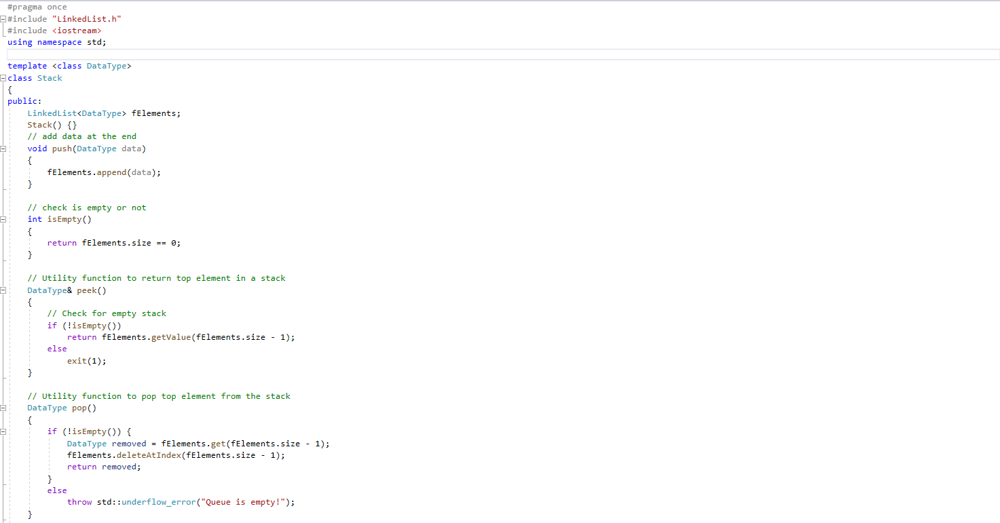 #pragma once
#include "LinkedList.h"
#include <iostream>
using namespace std;
template <class DataType>
class Stack
{
public:
    LinkedList<DataType> fElements;
    Stack() {}
    // add data at the end
    void push(DataType data)
    {
        fElements.append(data);
    }
    // check is empty or not
    int isEmpty()
    {
        return fElements.size == 0;
    }
    // Utility function to return top element in a stack
    DataType& peek()
    {
        // Check for empty stack
        if (!isEmpty())
            return fElements.getValue(fElements.size - 1);
        else
            exit(1);
    }
    // Utility function to pop top element from the stack
    DataType pop()
    {
        if (!isEmpty()) {
            DataType removed = fElements.get(fElements.size - 1);
            fElements.deleteAtIndex(fElements.size - 1);
            return removed;
        }
        else
            throw std::underflow_error("Queue is empty!");
    }